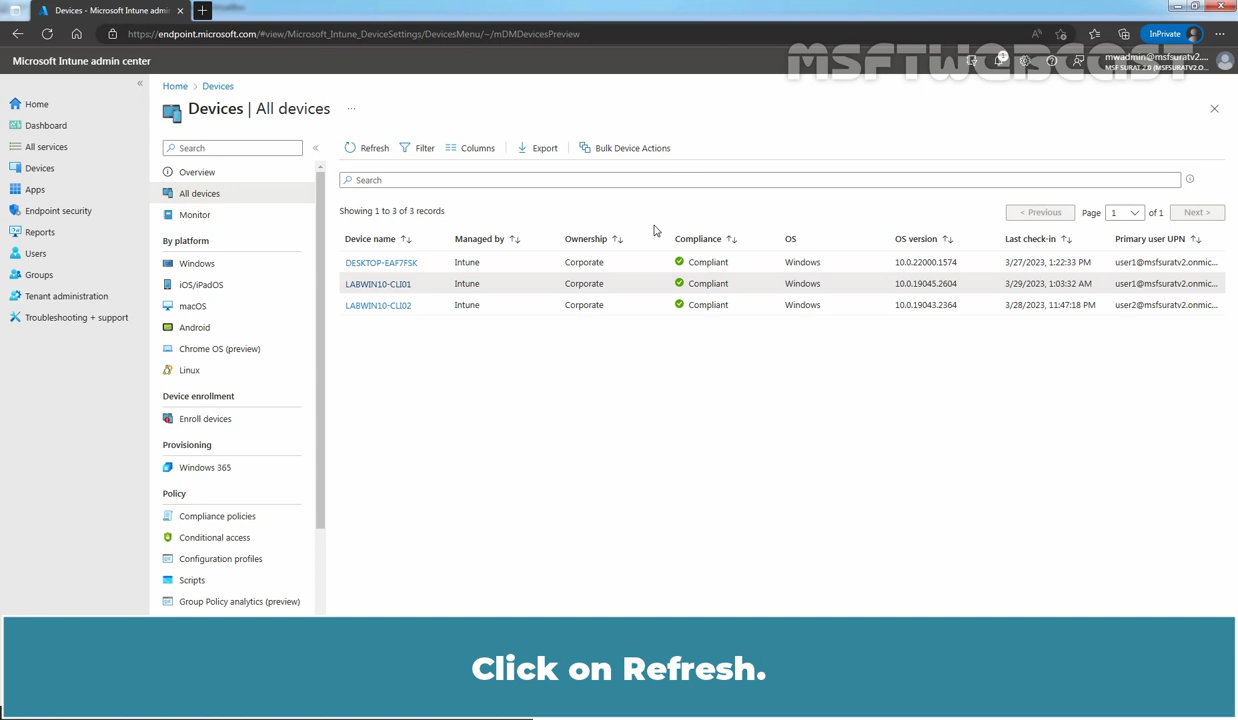 Devices - Microsoft Intune admin
https://endpoint.microsoft.com/#view/Microsoft_Intune_DeviceSettings/DevicesMenu/~/mDMDevicesPreview
InPrivate
MSFTWEBCAST
Microsoft Intune admin center
1
mwadmin@msfsuratv2....
MSF SURAT 2.0 (MSFSURATV2.O...
Home > Devices
Devices | All devices ...
Home
Dashboard
All services
Devices
Apps
Endpoint security
Reports
Users
Groups
Tenant administration
Troubleshooting + support
Search
Overview
All devices
Monitor
By platform
Windows
iOS/iPadOS
macOS
Android
Chrome OS (preview)
Linux
Device enrollment
Enroll devices
Provisioning
Windows 365
Policy
Compliance policies
Conditional access
Configuration profiles
Scripts
Group Policy analytics (preview)
Refresh Filter Columns Export Bulk Device Actions
Search
Showing 1 to 3 of 3 records
< Previous Page 1 of 1 Next >
Device name Managed by Ownership Compliance OS OS version Last check-in Primary user UPN
DESKTOP-EAF7FSK Intune Corporate Compliant Windows 10.0.22000.1574 3/27/2023, 1:22:33 PM user1@msfsuratv2.onmic...
LABWIN10-CLI01 Intune Corporate Compliant Windows 10.0.19045.2604 3/29/2023, 1:03:32 AM user1@msfsuratv2.onmic...
LABWIN10-CLI02 Intune Corporate Compliant Windows 10.0.19043.2364 3/28/2023, 11:47:18 PM user2@msfsuratv2.onmic...
Click on Refresh.